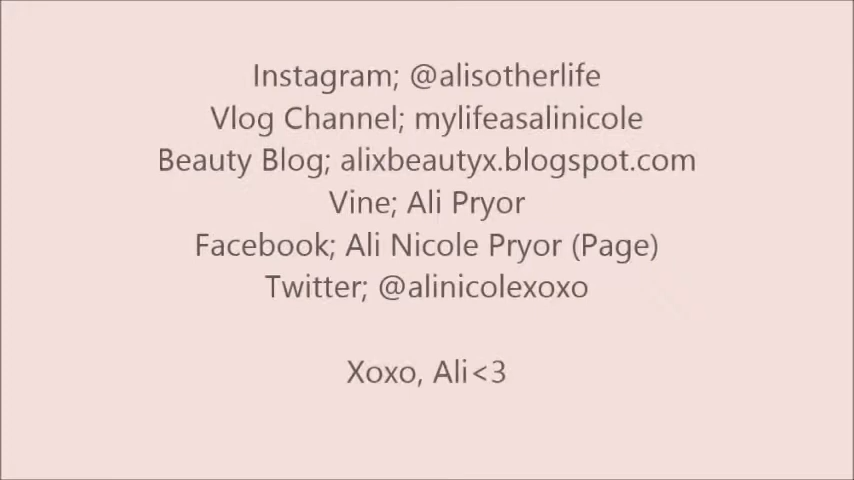 Instagram; @alisotherlife
Vlog Channel; mylifeasalinicole
Beauty Blog; alixbeautyx.blogspot.com
Vine; Ali Pryor
Facebook; Ali Nicole Pryor (Page)
Twitter; @alinicolexoxo
Xoxo, Ali<3